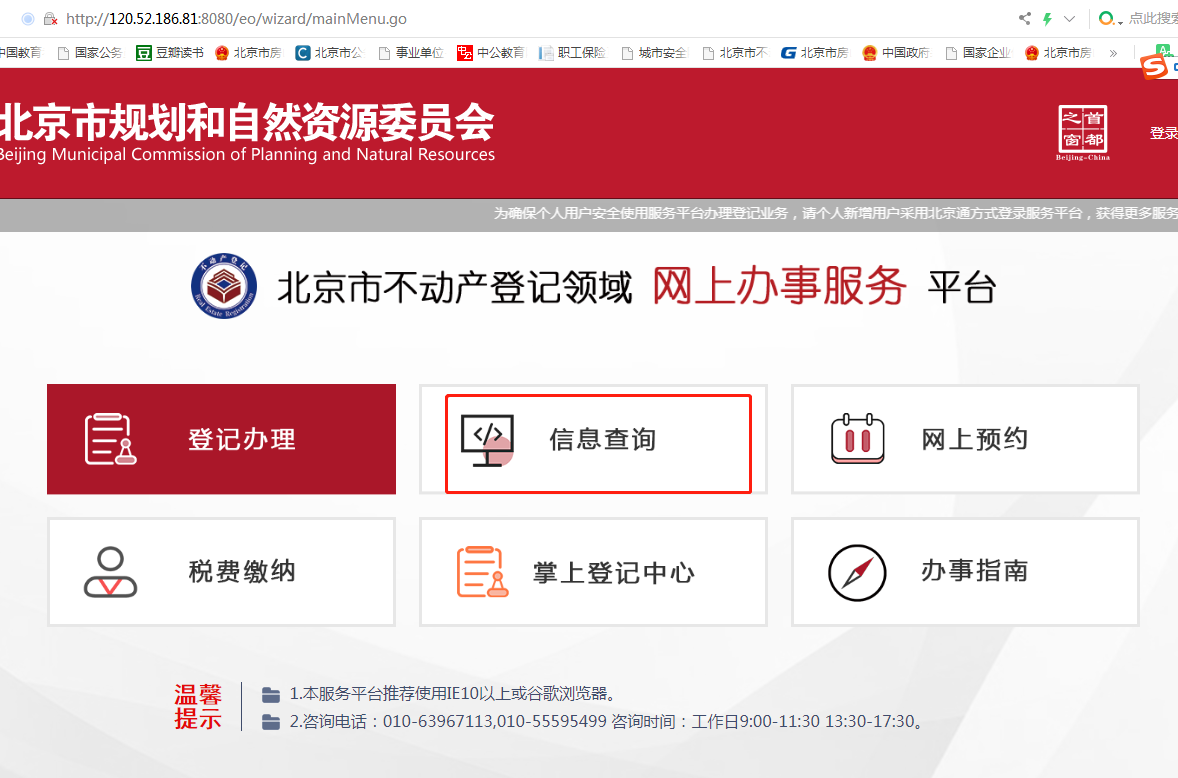 http://120.52.186.81:8080/eo/wizard/mainMenu.go
点此搜索
中国教育 国家公务 豆瓣读书 北京市房 北京市公 事业单位 中公教育 职工保险 城市安全 北京市不 北京市房 中国政府 国家企业 北京市房 »
北京市规划和自然资源委员会
Beijing Municipal Commission of Planning and Natural Resources
首都之窗
Beijing-China
登录
为确保个人用户安全使用服务平台办理登记业务，请个人新增用户采用北京通方式登录服务平台，获得更多服务
不动产登记
Real Estate Registration
北京市不动产登记领域 网上办事服务 平台
登记办理
信息查询
网上预约
税费缴纳
掌上登记中心
办事指南
温馨提示
1.本服务平台推荐使用IE10以上或谷歌浏览器。
2.咨询电话：010-63967113,010-55595499 咨询时间：工作日9:00-11:30 13:30-17:30。